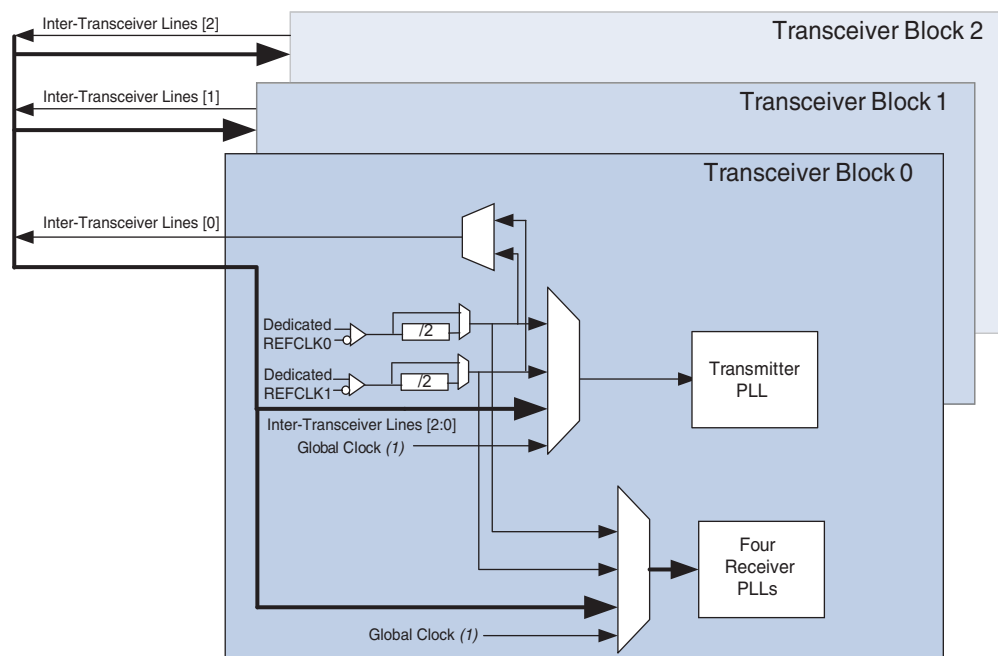 Inter-Transceiver Lines [2]
Transceiver Block 2
Inter-Transceiver Lines [1]
Transceiver Block 1
Transceiver Block 0
Inter-Transceiver Lines [0]
Dedicated
REFCLK0
/2
Dedicated
REFCLK1
/2
Transmitter
PLL
Inter-Transceiver Lines [2:0]
Global Clock (1)
Four
Receiver
PLLs
Global Clock (1)